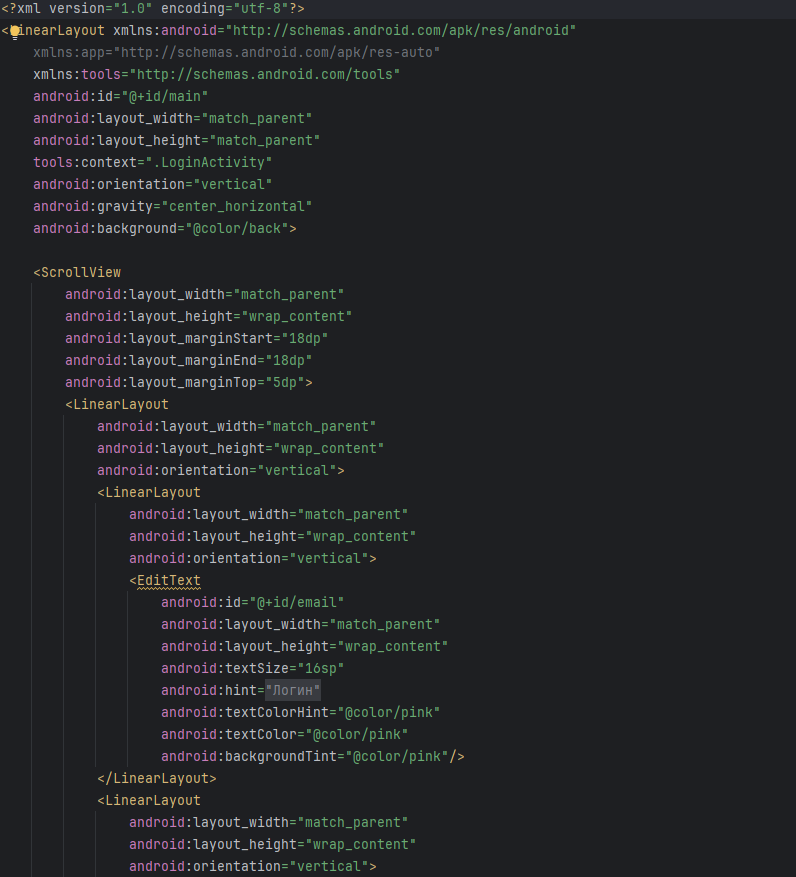 <?xml version="1.0" encoding="utf-8"?>
<LinearLayout xmlns:android="http://schemas.android.com/apk/res/android"
    xmlns:app="http://schemas.android.com/apk/res-auto"
    xmlns:tools="http://schemas.android.com/tools"
    android:id="@+id/main"
    android:layout_width="match_parent"
    android:layout_height="match_parent"
    tools:context=".LoginActivity"
    android:orientation="vertical"
    android:gravity="center_horizontal"
    android:background="@color/back">
    <ScrollView
        android:layout_width="match_parent"
        android:layout_height="wrap_content"
        android:layout_marginStart="18dp"
        android:layout_marginEnd="18dp"
        android:layout_marginTop="5dp">
        <LinearLayout
            android:layout_width="match_parent"
            android:layout_height="wrap_content"
            android:orientation="vertical">
            <LinearLayout
                android:layout_width="match_parent"
                android:layout_height="wrap_content"
                android:orientation="vertical">
                <EditText
                    android:id="@+id/email"
                    android:layout_width="match_parent"
                    android:layout_height="wrap_content"
                    android:textSize="16sp"
                    android:hint="Логин"
                    android:textColorHint="@color/pink"
                    android:textColor="@color/pink"
                    android:backgroundTint="@color/pink"/>
            </LinearLayout>
            <LinearLayout
                android:layout_width="match_parent"
                android:layout_height="wrap_content"
                android:orientation="vertical">